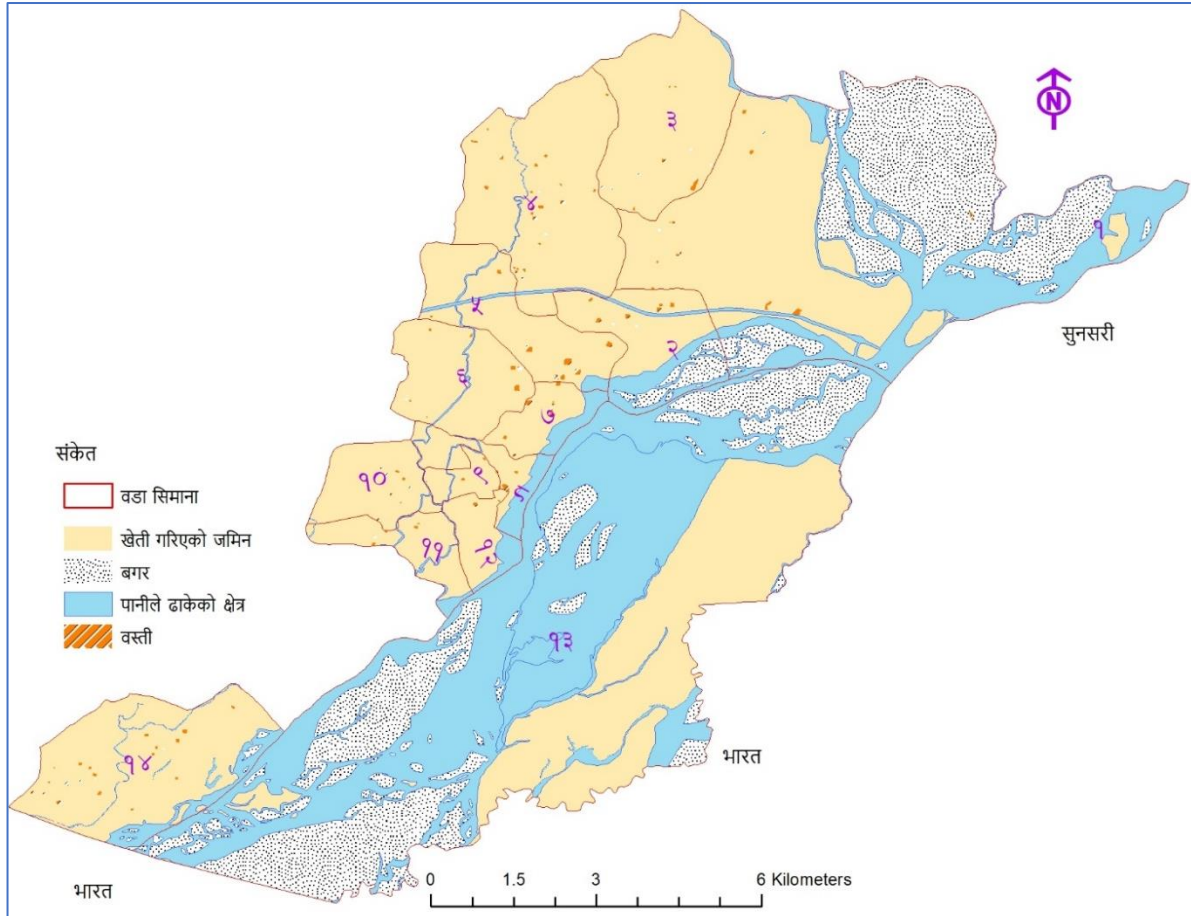 N
३
४
१
सुनसरी
५
२
६
७
संकेत
१०
९
८
वडा सिमाना
११
१२
खेती गरिएको जमिन
बगर
पानीले ढाकेको क्षेत्र
वस्ती
१३
भारत
१४
भारत
0 1.5 3 6 Kilometers